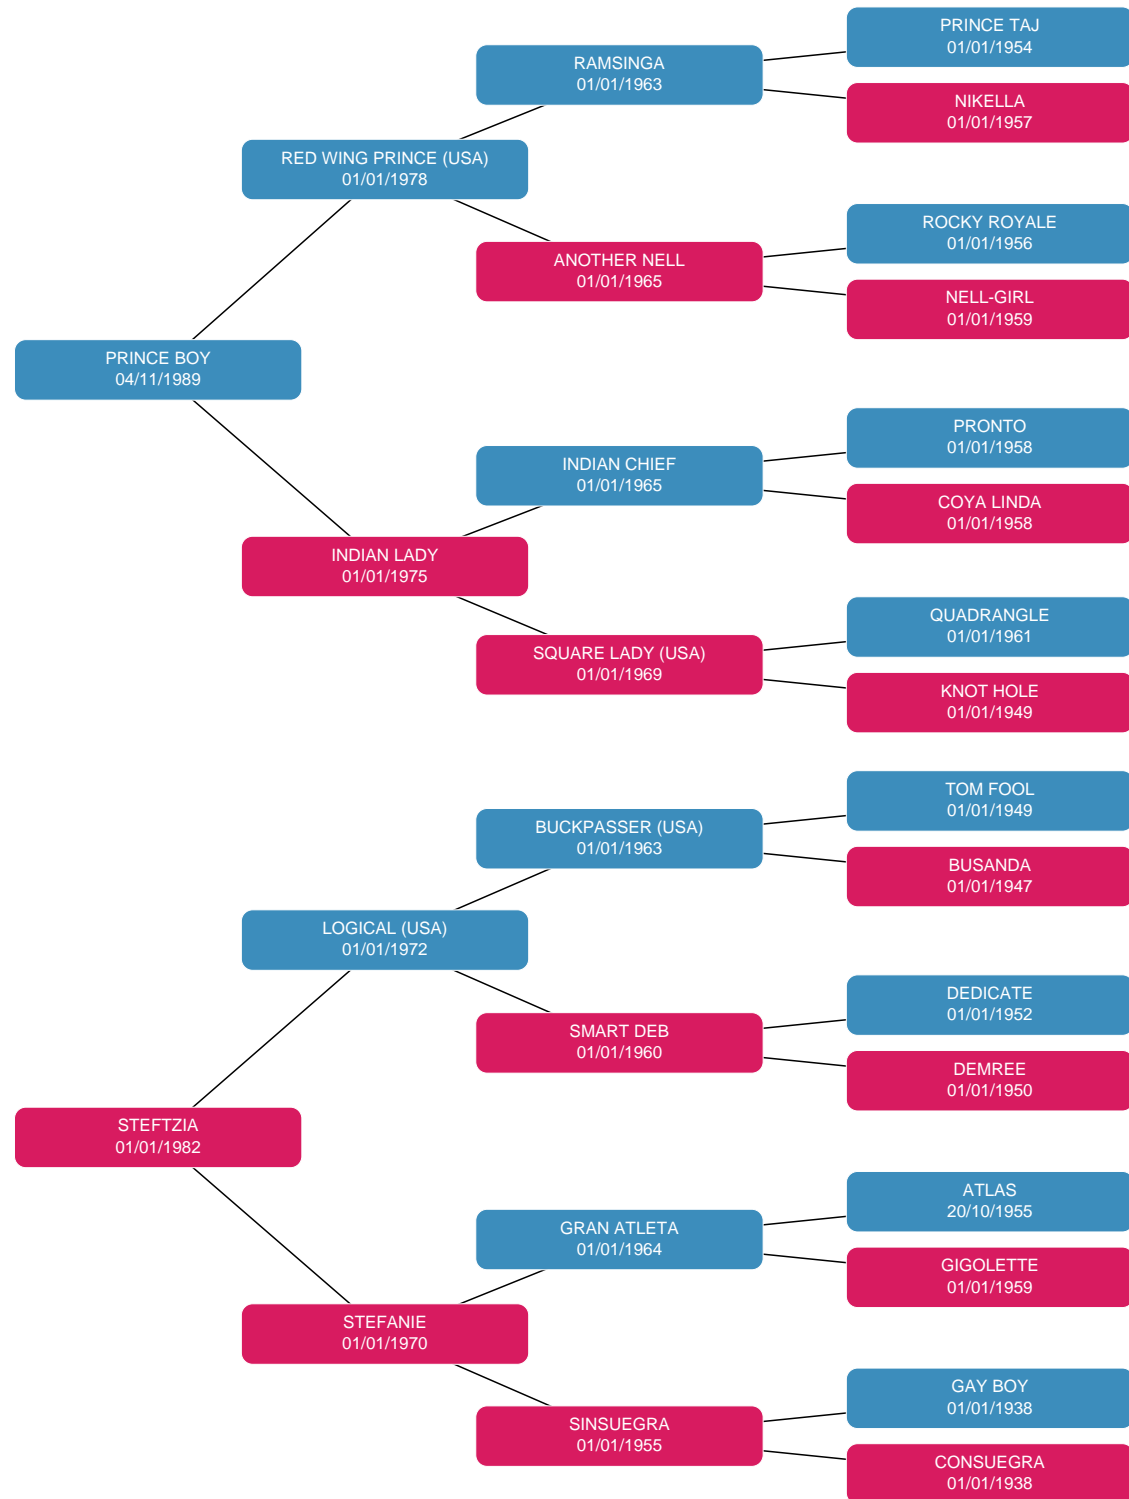 PRINCE TAJ
01/01/1954
RAMSINGA
01/01/1963
NIKELLA
01/01/1957
RED WING PRINCE (USA)
01/01/1978
ROCKY ROYALE
01/01/1956
ANOTHER NELL
01/01/1965
NELL-GIRL
01/01/1959
PRINCE BOY
04/11/1989
PRONTO
01/01/1958
INDIAN CHIEF
01/01/1965
COYA LINDA
01/01/1958
INDIAN LADY
01/01/1975
QUADRANGLE
01/01/1961
SQUARE LADY (USA)
01/01/1969
KNOT HOLE
01/01/1949
TOM FOOL
01/01/1949
BUCKPASSER (USA)
01/01/1963
BUSANDA
01/01/1947
LOGICAL (USA)
01/01/1972
DEDICATE
01/01/1952
SMART DEB
01/01/1960
DEMREE
01/01/1950
STEFTZIA
01/01/1982
ATLAS
20/10/1955
GRAN ATLETA
01/01/1964
GIGOLETTE
01/01/1959
STEFANIE
01/01/1970
GAY BOY
01/01/1938
SINSUEGRA
01/01/1955
CONSUEGRA
01/01/1938